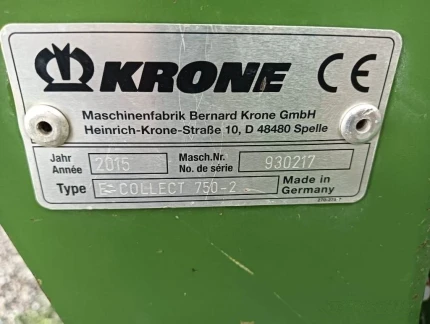 KRONE CE
Maschinenfabrik Bernard Krone GmbH
Heinrich-Krone-Straße 10, D 48480 Spelle
Jahr 2015 Masch.Nr. 930217
Année No. de série
Type E-COLLECT 750-2 Made in
Germany